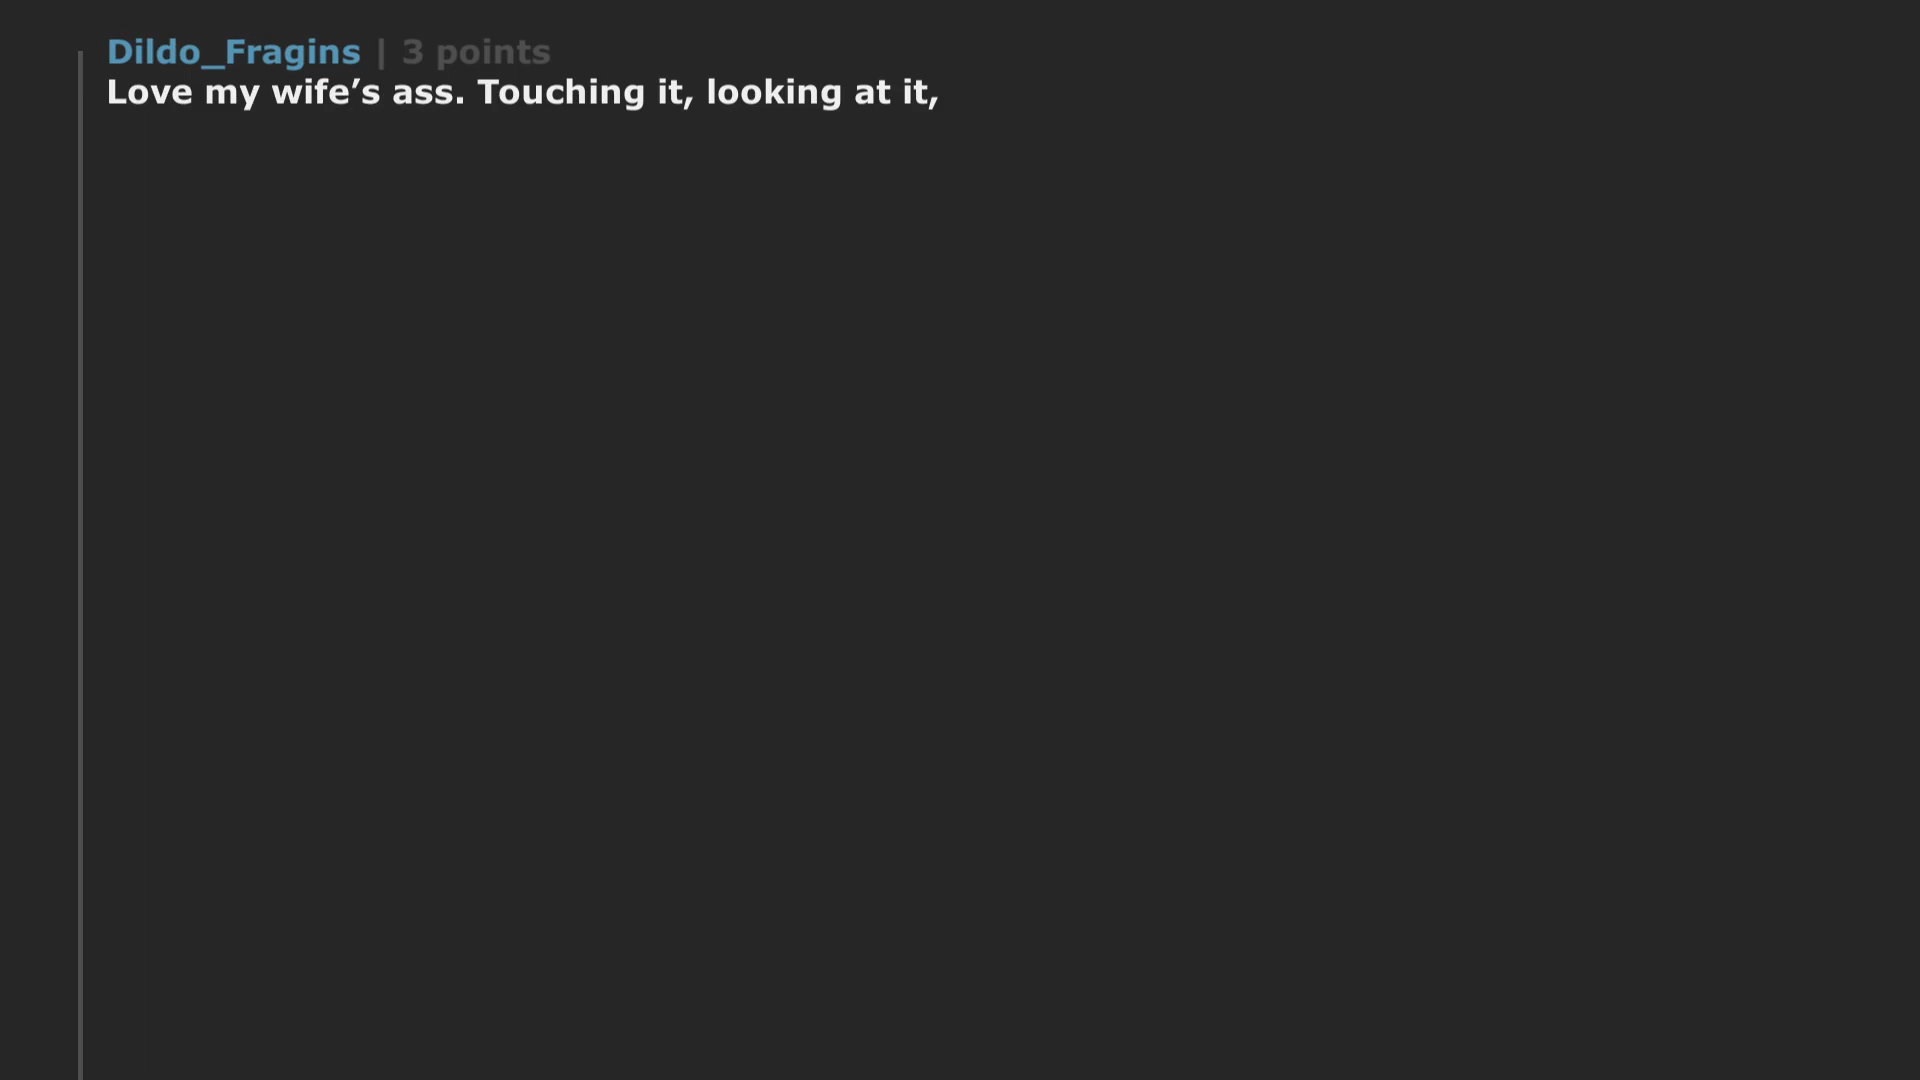 Dildo_Fragins | 3 points
Love my wife’s ass. Touching it, looking at it,